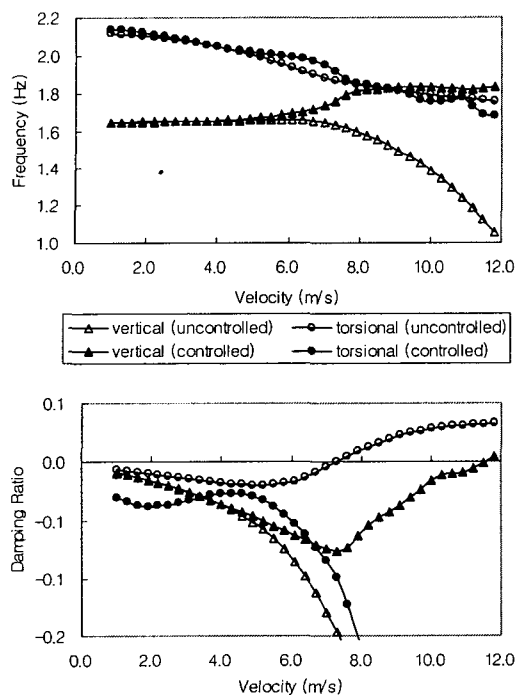 2.2
2.0
1.8
1.6
1.4
1.2
1.0
Frequency (Hz)
0.0 2.0 4.0 6.0 8.0 10.0 12.0
Velocity (m/s)
vertical (uncontrolled) torsional (uncontrolled)
vertical (controlled) torsional (controlled)
0.1
0.0
-0.1
-0.1
-0.2
Damping Ratio
0.0 2.0 4.0 6.0 8.0 10.0 12.0
Velocity (m/s)